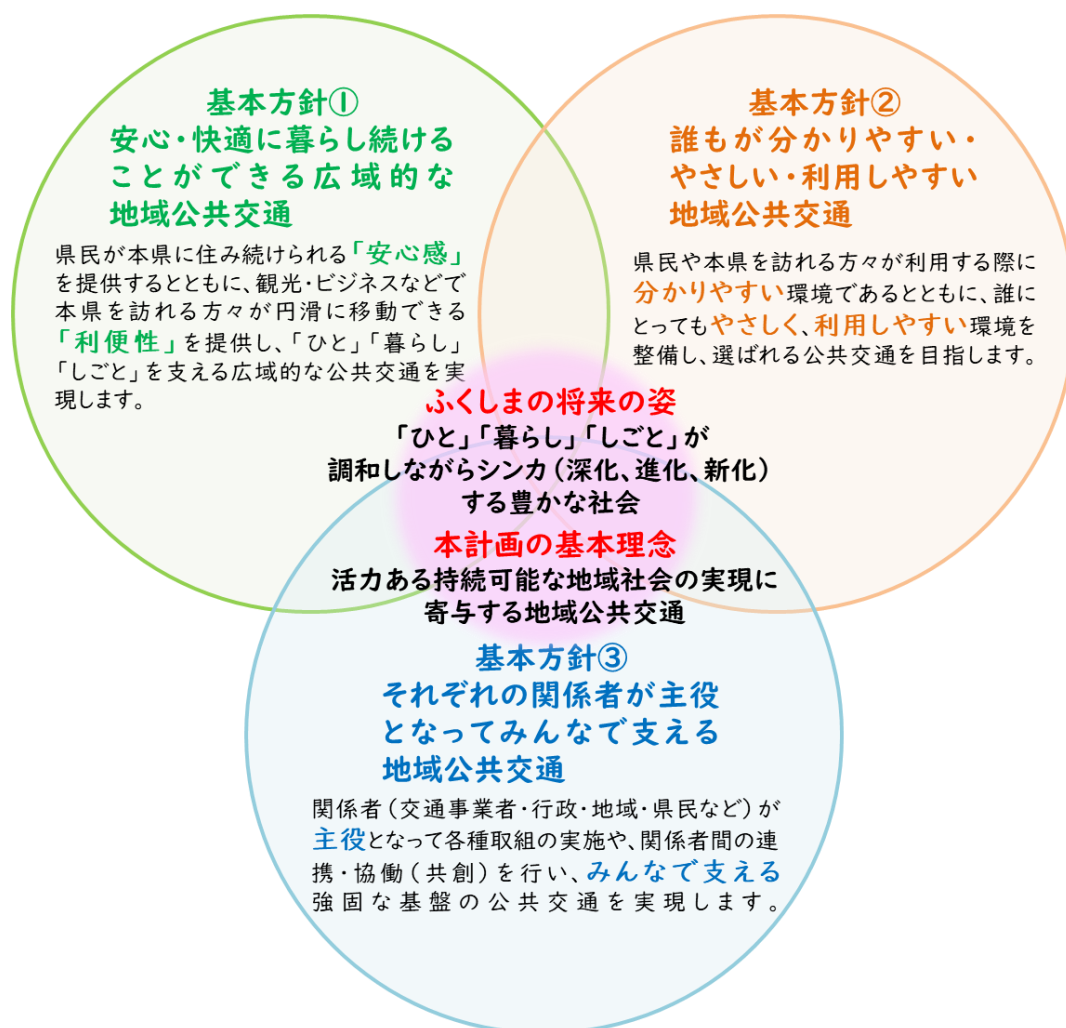 基本方針①
安心・快適に暮らし続ける
ことができる広域的な
地域公共交通
県民が本県に住み続けられる「安心感」
を提供するとともに、観光・ビジネスなどで
本県を訪れる方々が円滑に移動できる
「利便性」を提供し、「ひと」「暮らし」
「しごと」を支える広域的な公共交通を実
現します。
基本方針②
誰もが分かりやすい・
やさしい・利用しやすい
地域公共交通
県民や本県を訪れる方々が利用する際に
分かりやすい環境であるとともに、誰に
とってもやさしく、利用しやすい環境を
整備し、選ばれる公共交通を目指します。
ふくしまの将来の姿
「ひと」「暮らし」「しごと」が
調和しながらシンカ(深化、進化、新化)
する豊かな社会
本計画の基本理念
活力ある持続可能な地域社会の実現に
寄与する地域公共交通
基本方針③
それぞれの関係者が主役
となってみんなで支える
地域公共交通
関係者(交通事業者・行政・地域・県民など)が
主役となって各種取組の実施や、関係者間の連
携・協働(共創)を行い、みんなで支える
強固な基盤の公共交通を実現します。